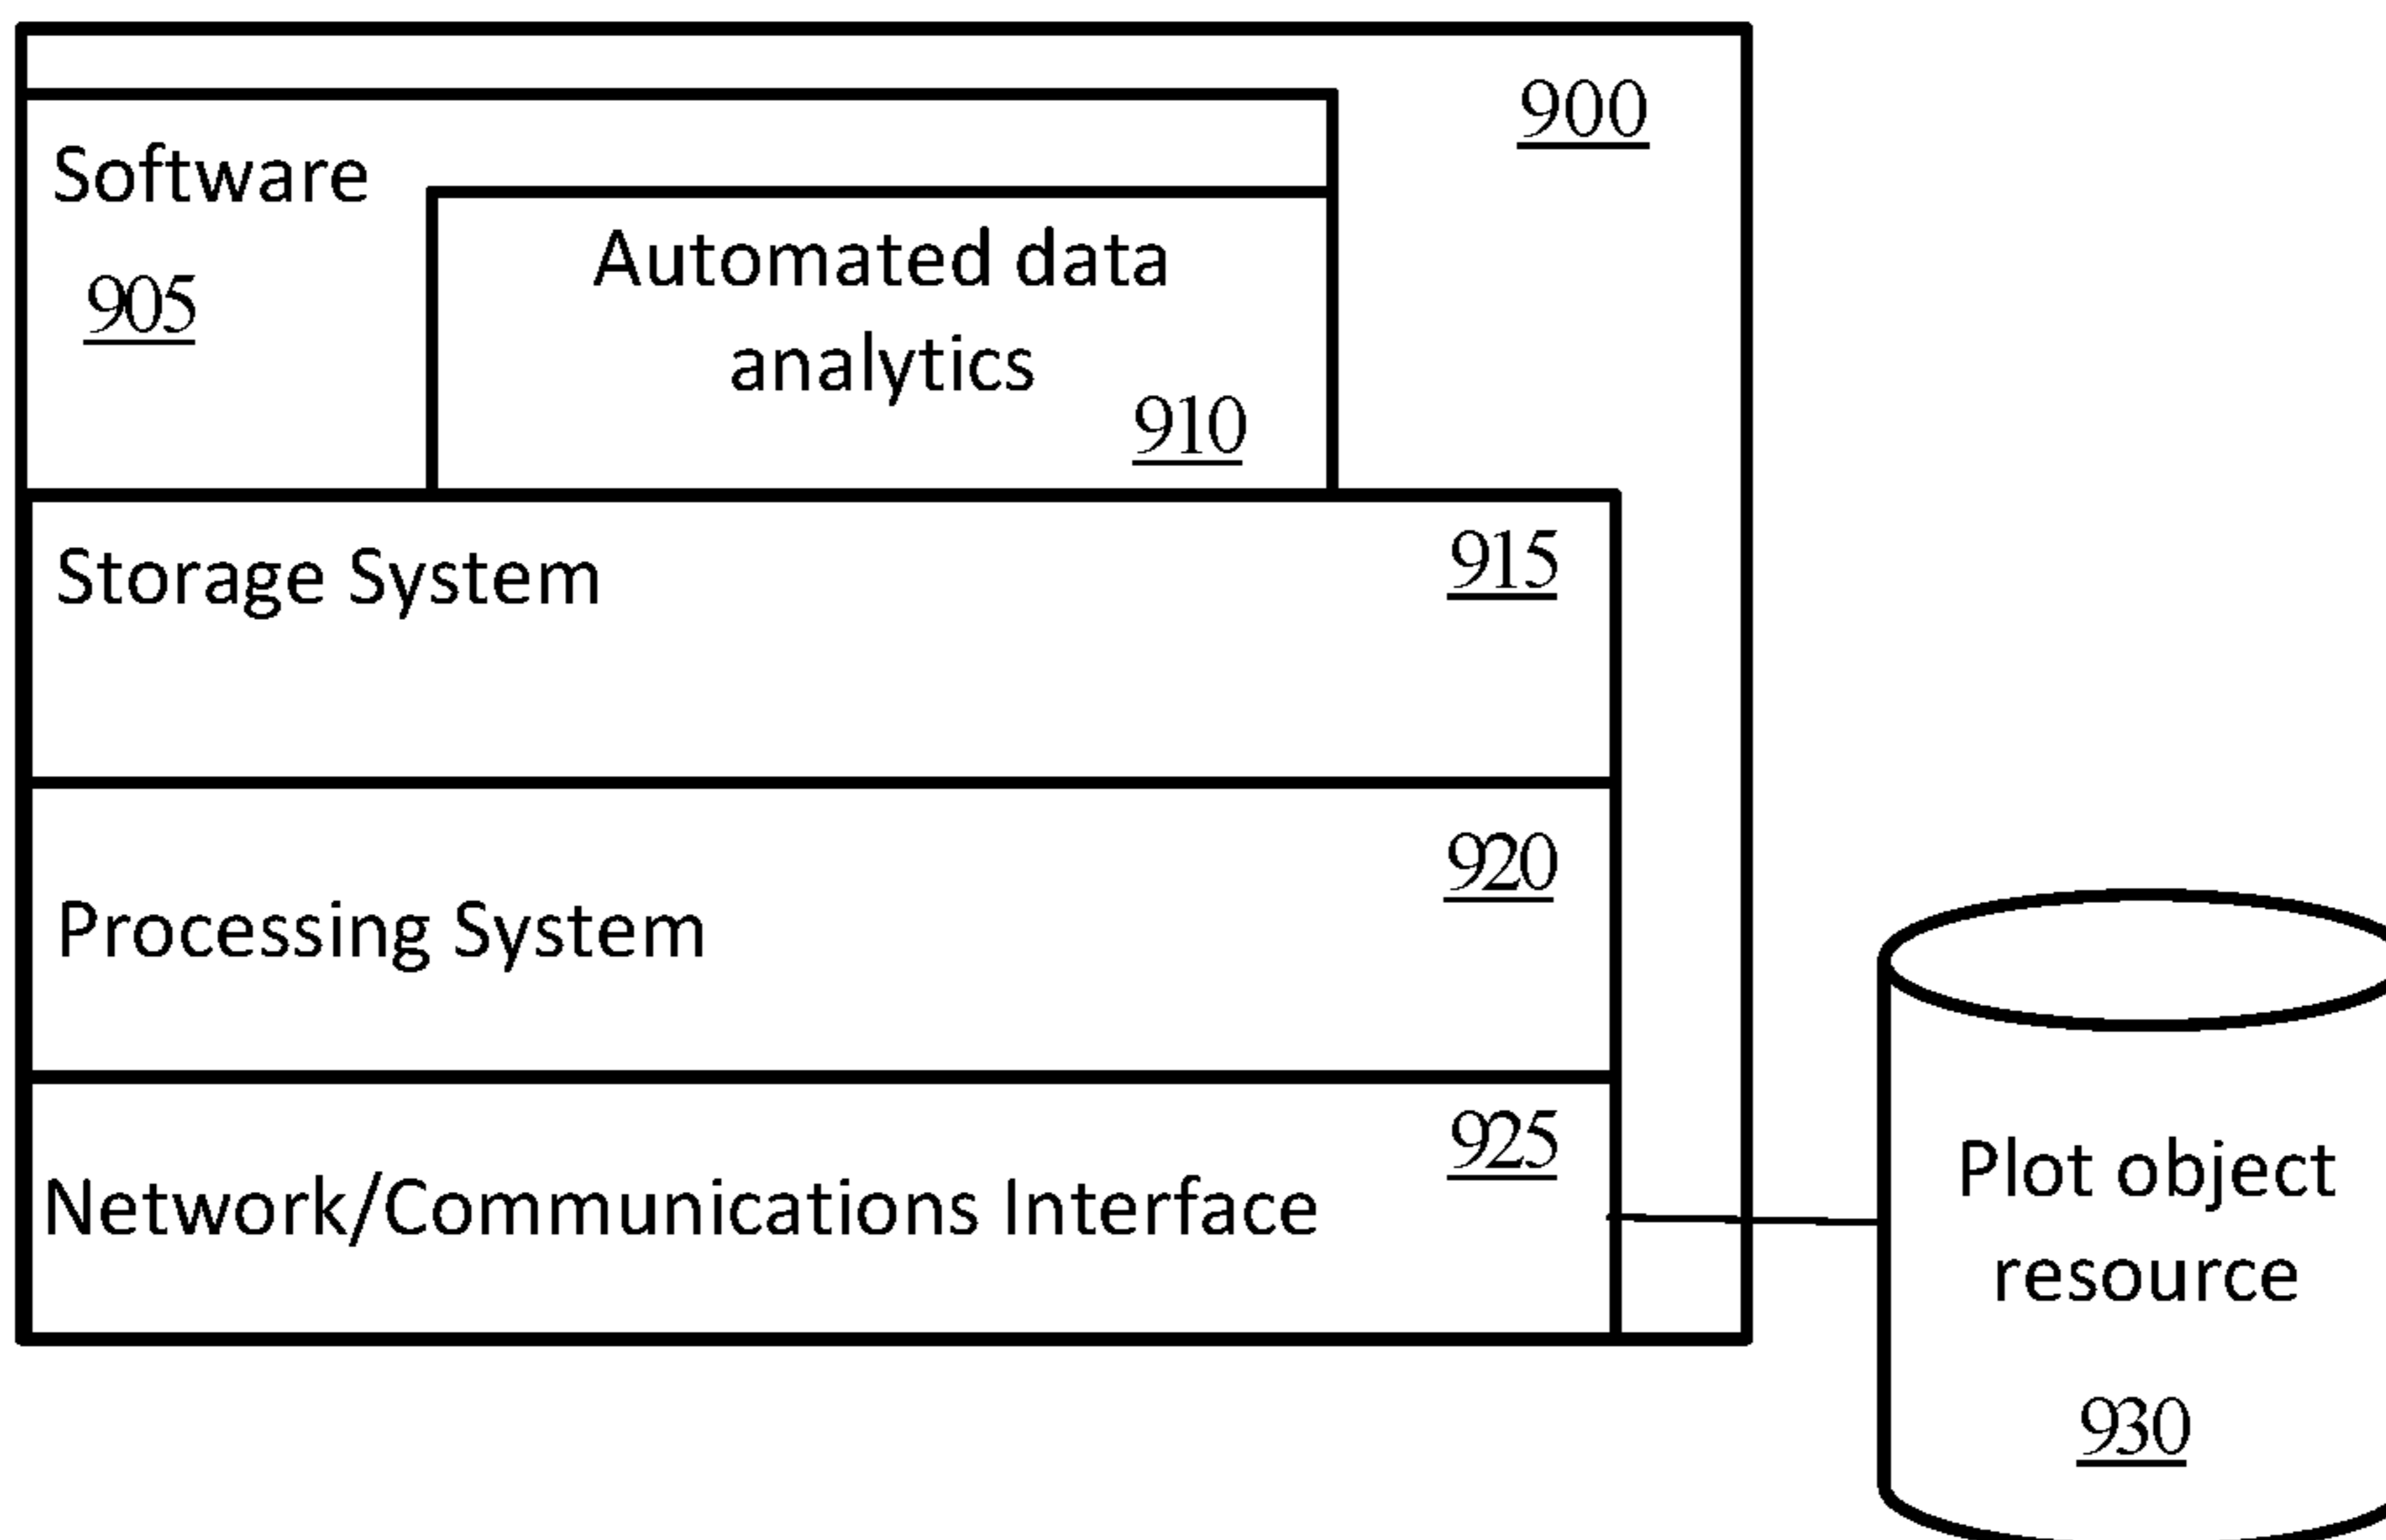 900
Software
905
Automated data
analytics
910
Storage System
915
920
Processing System
925
Network/Communications Interface
Plot object
resource
930